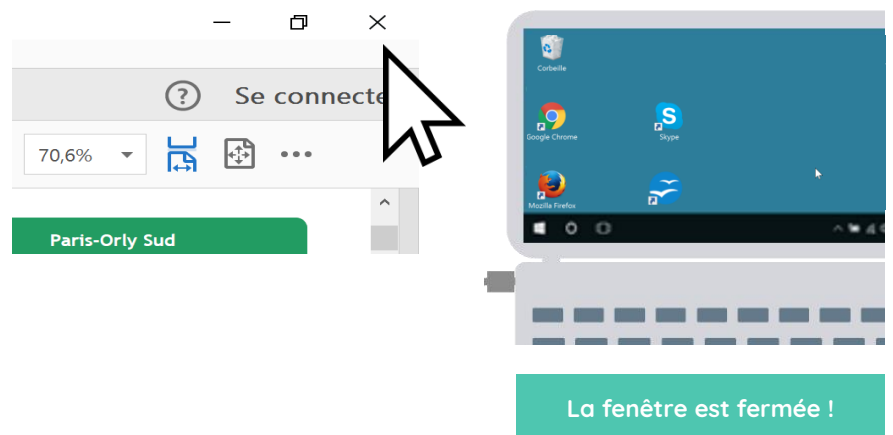 Se connecte
70,6%
Paris-Orly Sud
Corbeille
Google Chrome
Skype
Mozilla Firefox
La fenêtre est fermée !